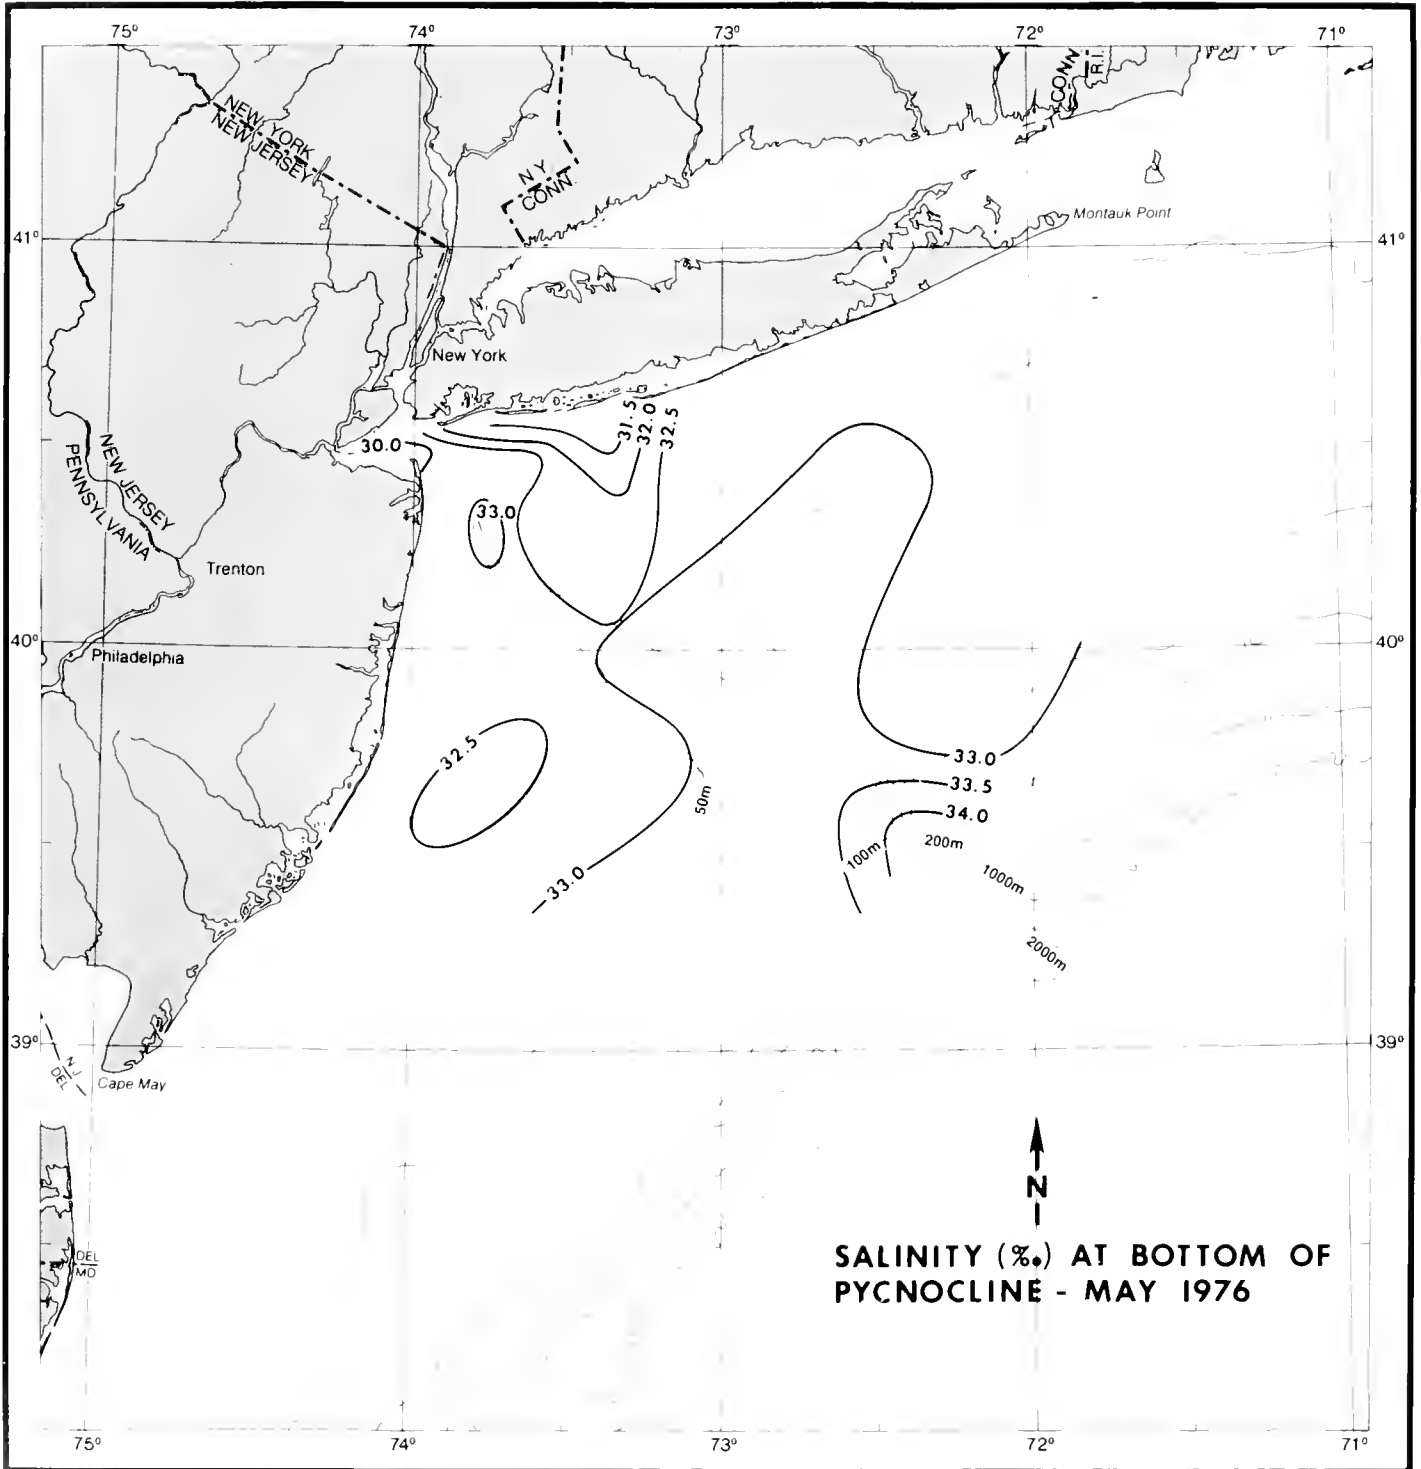 75° 74° 73° 72° 71°
CONN
R.I.
NEW YORK
NEW JERSEY
N Y
CONN.
Montauk Point
41° 41°
New York
31.5
32.0
32.5
30.0
NEW JERSEY
PENNSYLVANIA
33.0
Trenton
40° 40°
Philadelphia
32.5
33.0
33.5
50m
34.0
200m
100m
1000m
33.0
2000m
39° 39°
N J
DEL
Cape May
N
DEL
MD
SALINITY (‰) AT BOTTOM OF
PYCNOCLINE - MAY 1976
75° 74° 73° 72° 71°